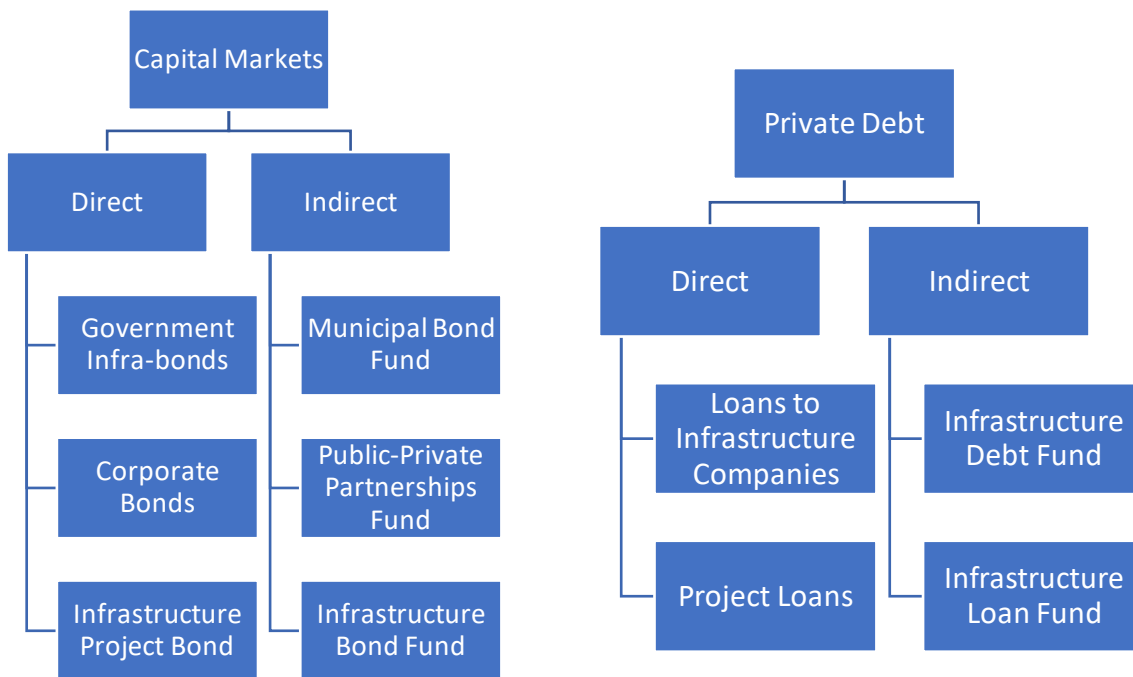 Capital Markets
Direct
Indirect
Government
Infra-bonds
Municipal Bond
Fund
Corporate
Bonds
Public-Private
Partnerships
Fund
Infrastructure
Project Bond
Infrastructure
Bond Fund
Private Debt
Direct
Indirect
Loans to
Infrastructure
Companies
Infrastructure
Debt Fund
Project Loans
Infrastructure
Loan Fund